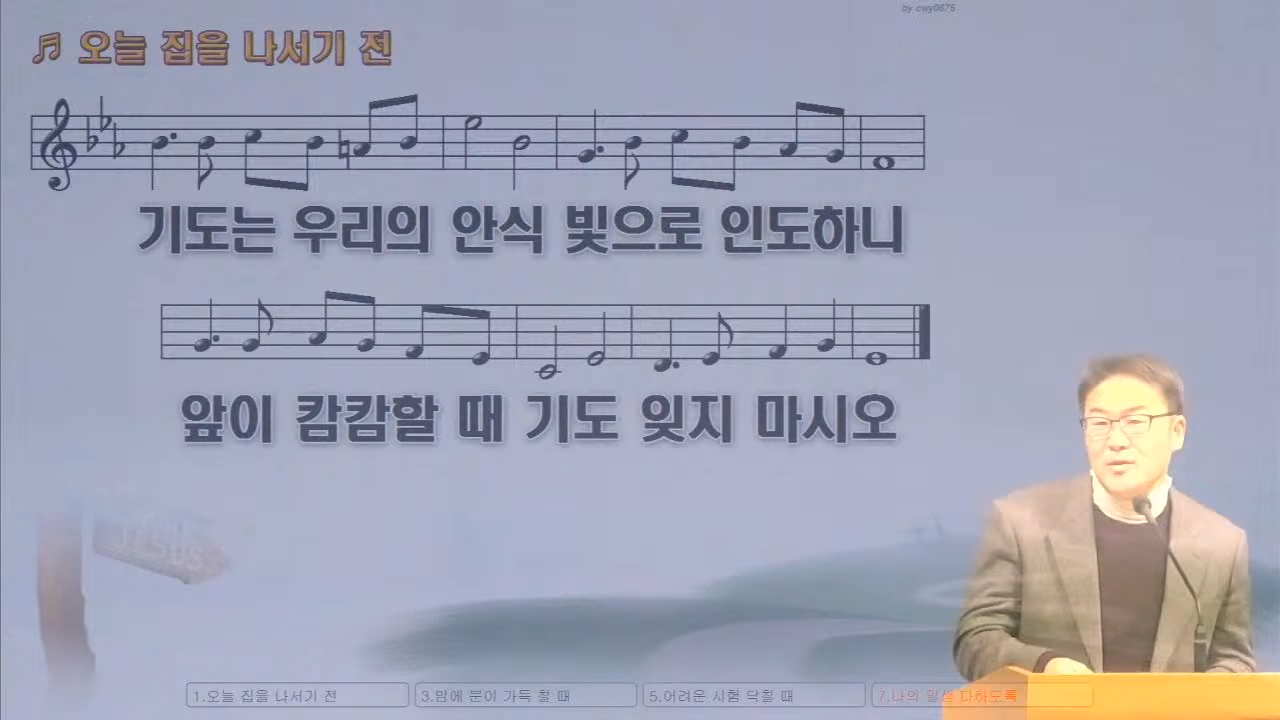 by cwy0675
오늘 집을 나서기 전
기도는 우리의 안식 빛으로 인도하니
앞이 캄캄할 때 기도 잊지 마시오
JESUS
1.오늘 집을 나서기 전
3.맘에 분이 가득 찰 때
5.어려운 시험 닥칠 때
7.나의 일생 다하도록